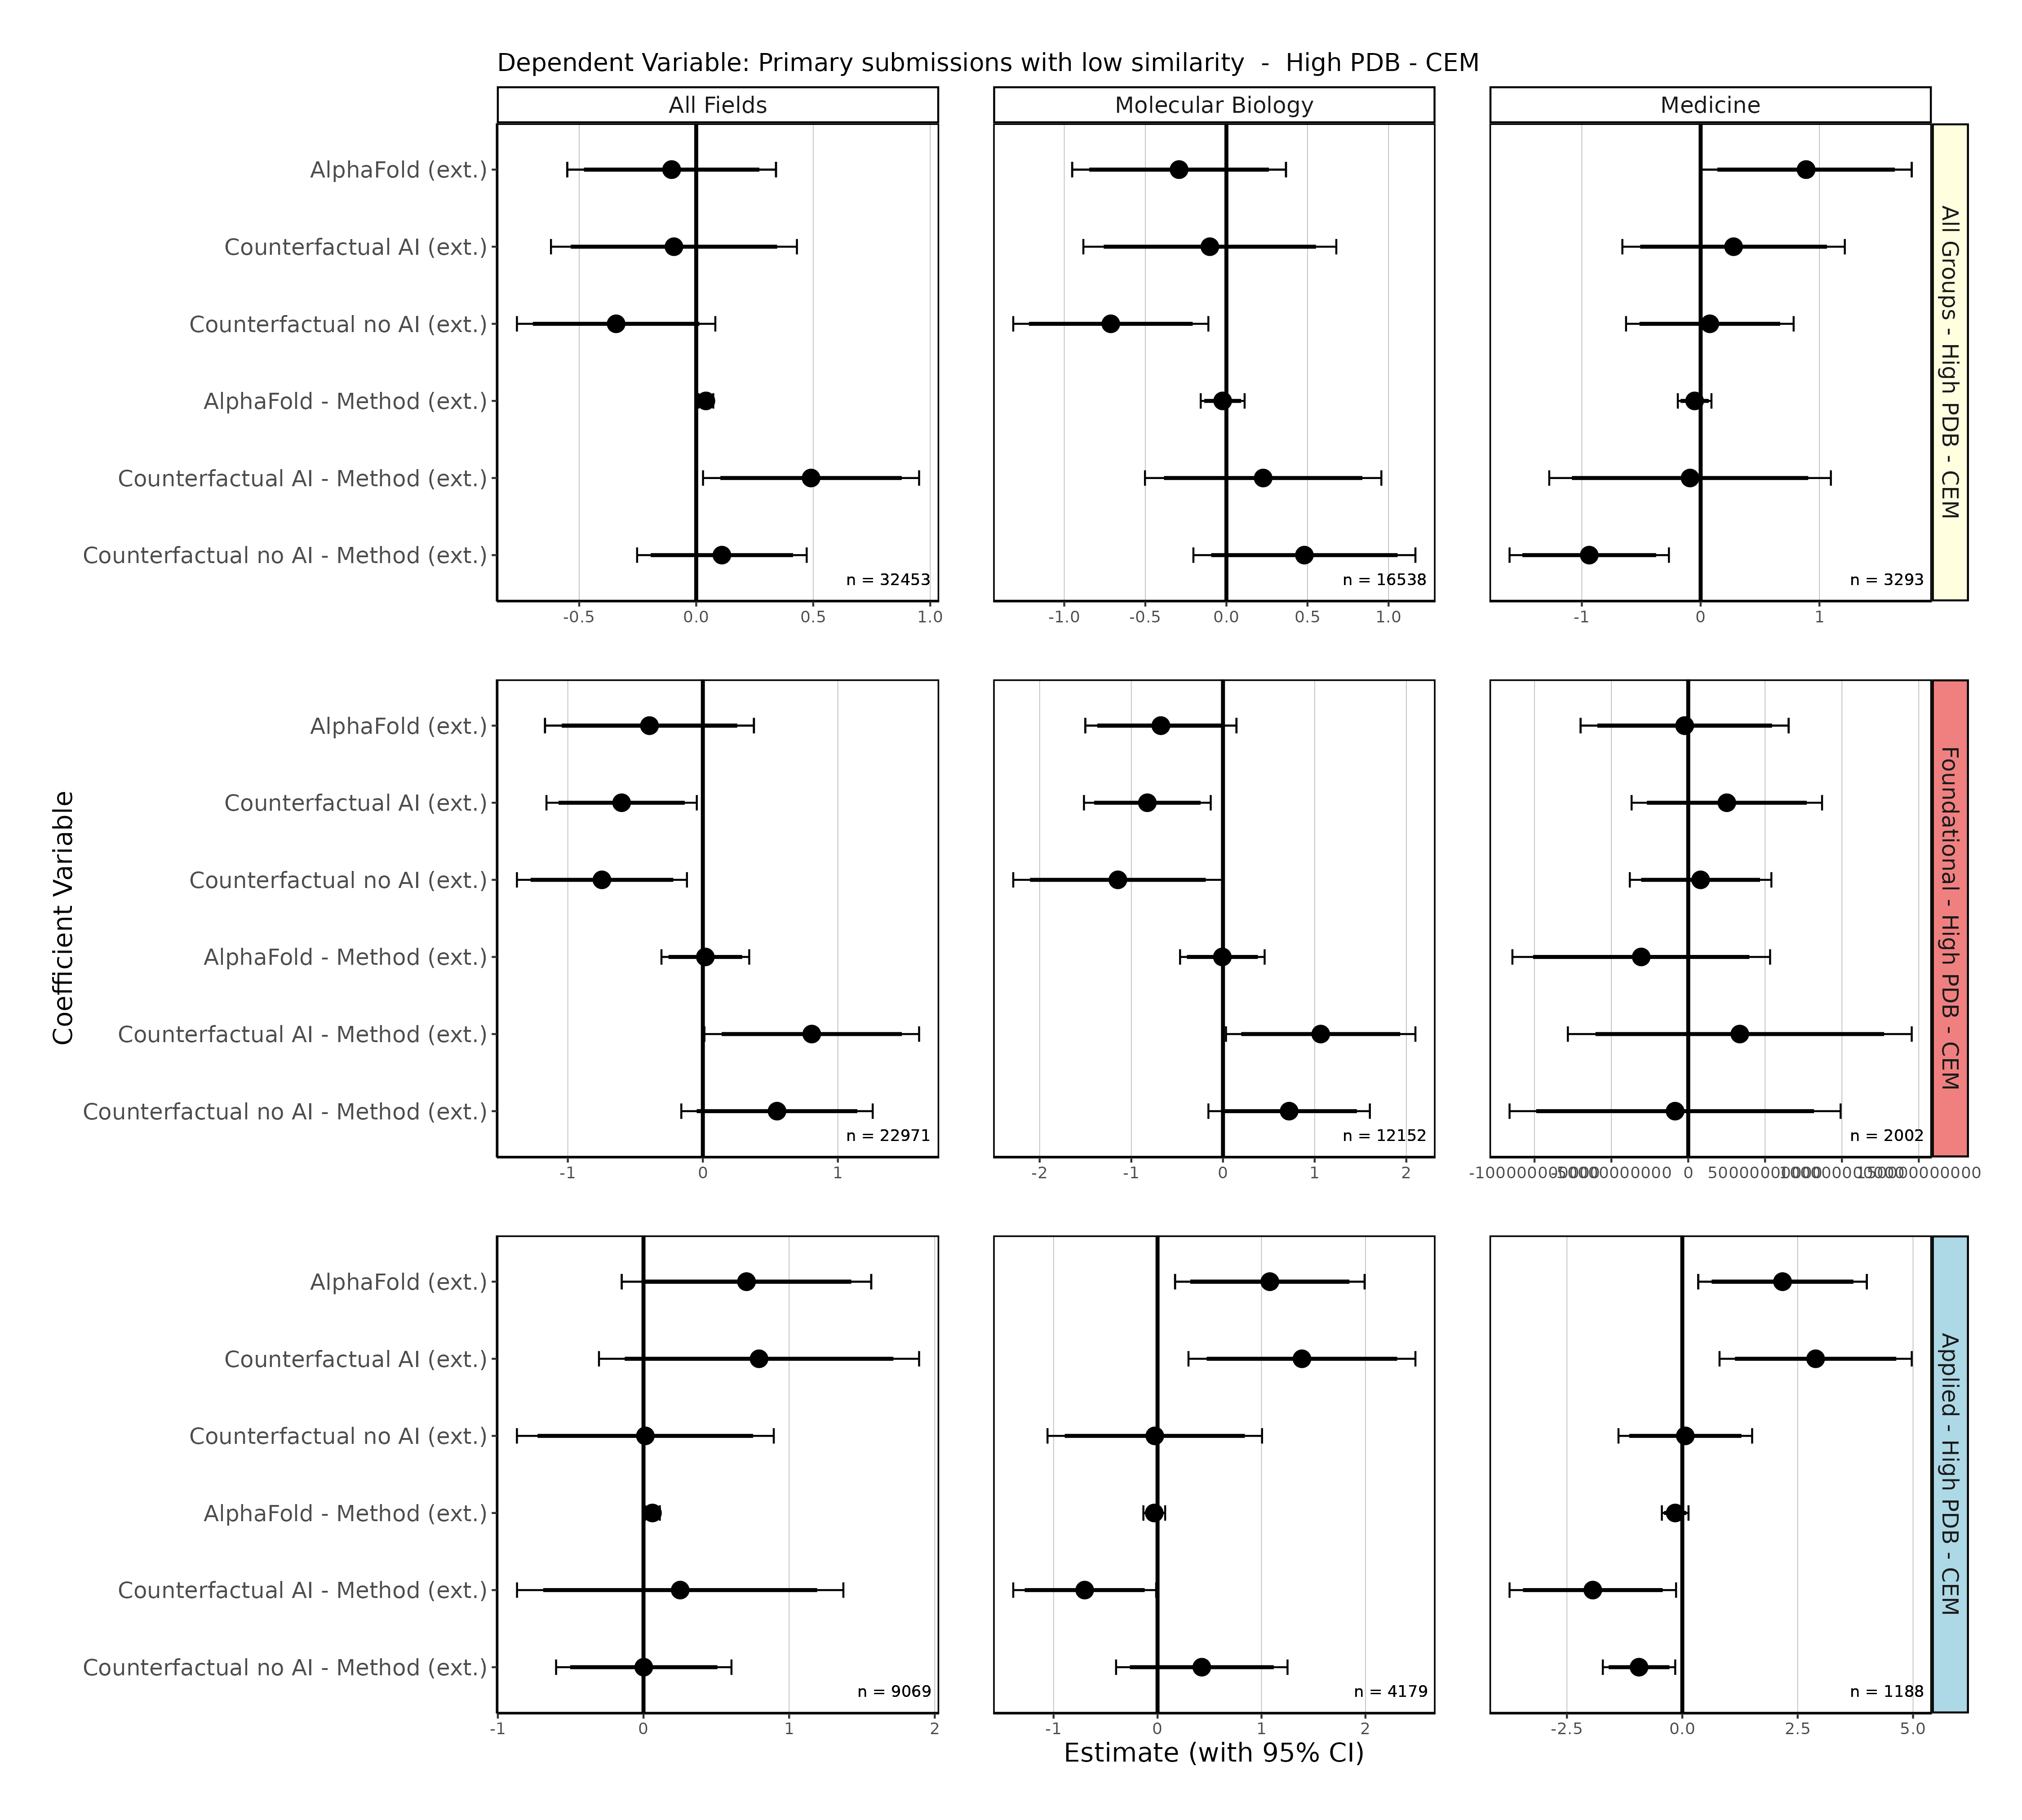 Dependent Variable: Primary submissions with low similarity - High PDB - CEM
All Fields
Molecular Biology
Medicine
AlphaFold (ext.)
Counterfactual AI (ext.)
Counterfactual no AI (ext.)
AlphaFold - Method (ext.)
Counterfactual AI - Method (ext.)
Counterfactual no AI - Method (ext.)
n = 32453
n = 16538
n = 3293
-0.5 0.0 0.5 1.0
-1.0 -0.5 0.0 0.5 1.0
-1 0 1
All Groups - High PDB - CEM
Coefficient Variable
AlphaFold (ext.)
Counterfactual AI (ext.)
Counterfactual no AI (ext.)
AlphaFold - Method (ext.)
Counterfactual AI - Method (ext.)
Counterfactual no AI - Method (ext.)
n = 22971
n = 12152
n = 2002
-1 0 1
-2 -1 0 1 2
0
Foundational - High PDB - CEM
AlphaFold (ext.)
Counterfactual AI (ext.)
Counterfactual no AI (ext.)
AlphaFold - Method (ext.)
Counterfactual AI - Method (ext.)
Counterfactual no AI - Method (ext.)
n = 9069
n = 4179
n = 1188
-1 0 1 2
-1 0 1 2
-2.5 0.0 2.5 5.0
Applied - High PDB - CEM
Estimate (with 95% CI)